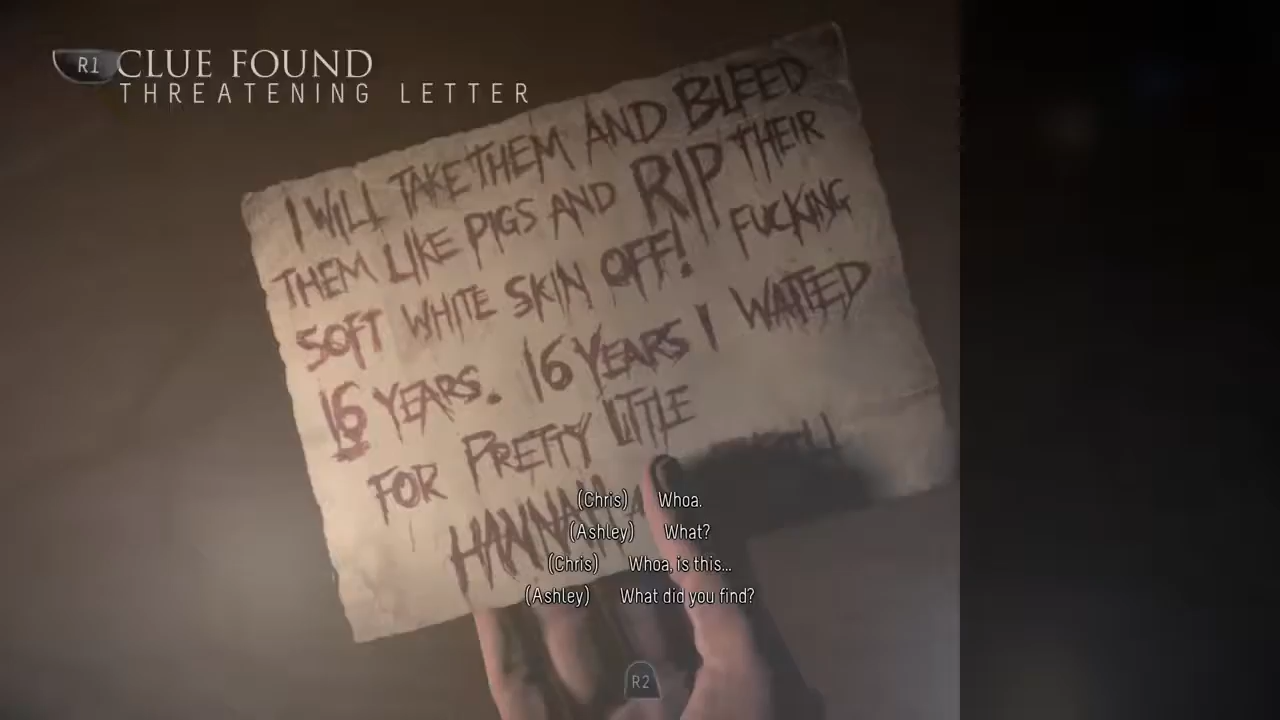 R1 CLUE FOUND
THREATENING LETTER
I WILL TAKE THEM AND BLEED
THEM LIKE PIGS AND RIP THEIR
SOFT WHITE SKIN OFF! FUCKING
16 YEARS. 16 YEARS I WAITED
FOR PRETTY LITTLE
HANNAH
(Chris) Whoa.
(Ashley) What?
(Chris) Whoa, is this...
(Ashley) What did you find?
R2